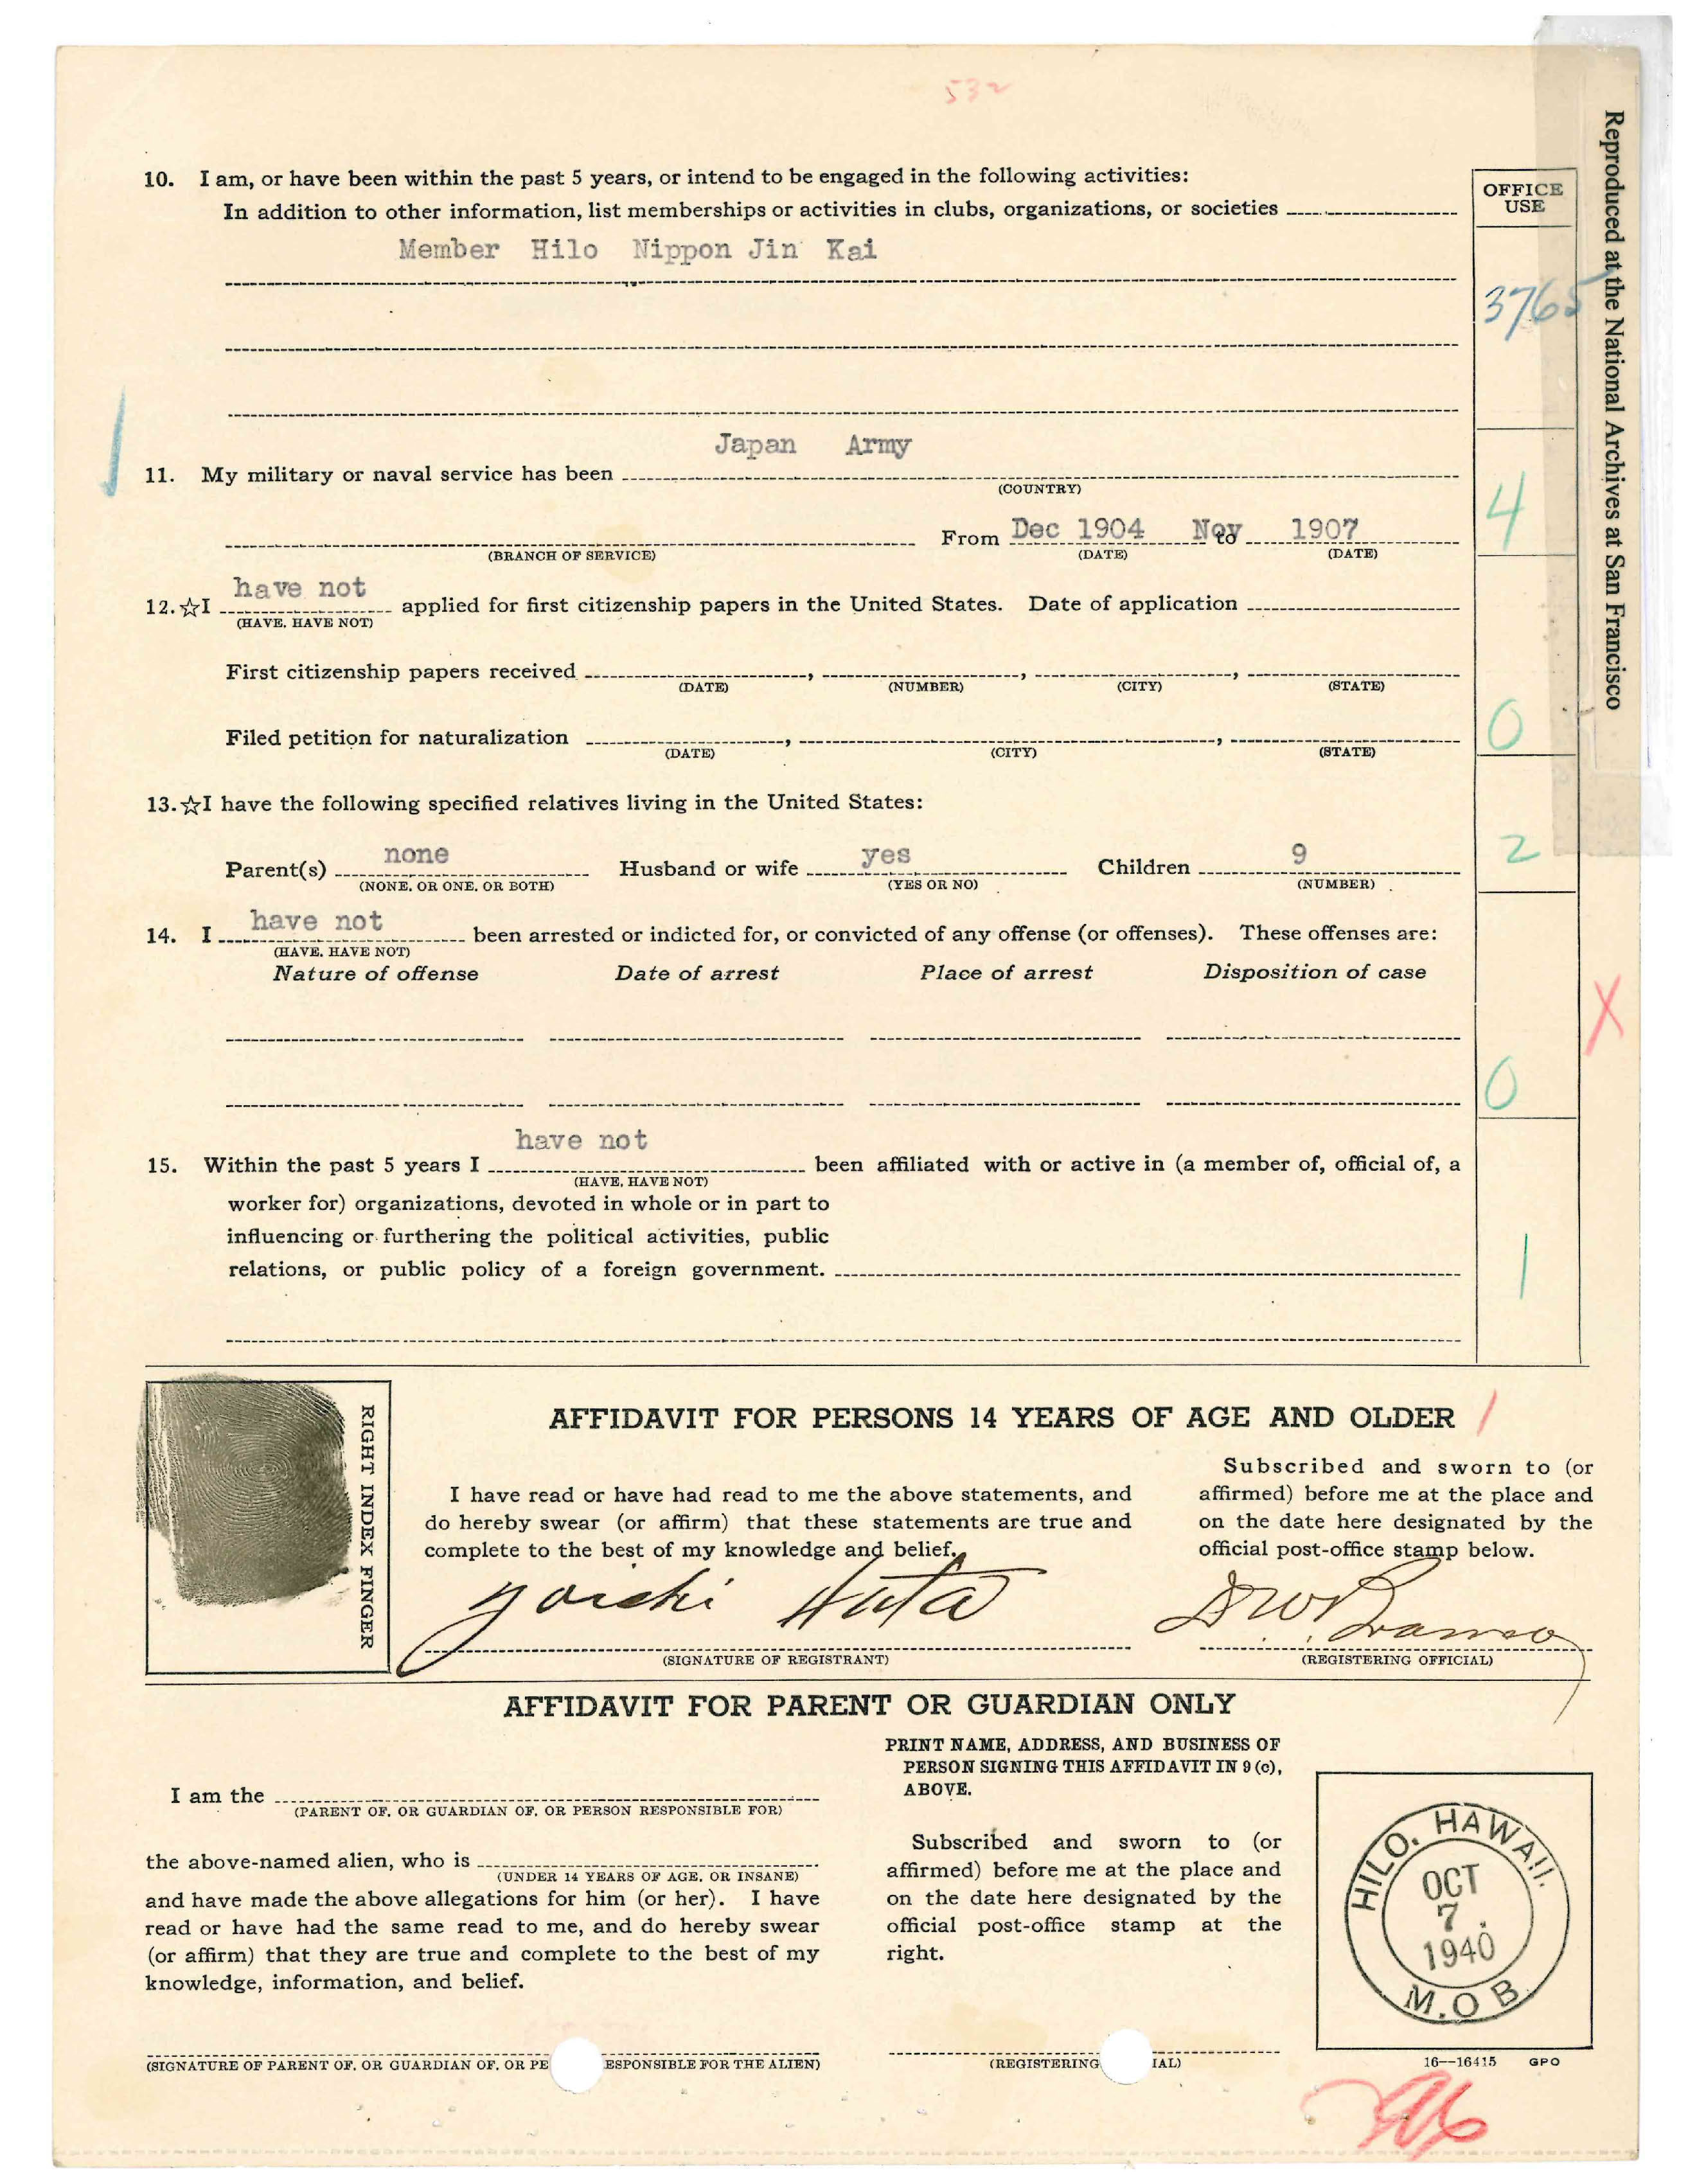 532
10. I am, or have been within the past 5 years, or intend to be engaged in the following activities:
In addition to other information, list memberships or activities in clubs, organizations, or societies
Member Hilo Nippon Jin Kai
OFFICE USE
3765
Japan Army
11. My military or naval service has been
(COUNTRY)
4
From Dec 1904 Nov to 1907
(BRANCH OF SERVICE) (DATE) (DATE)
have not
12. ☆I applied for first citizenship papers in the United States. Date of application
(HAVE, HAVE NOT)
First citizenship papers received , , ,
(DATE) (NUMBER) (CITY) (STATE)
0
Filed petition for naturalization , ,
(DATE) (CITY) (STATE)
13. ☆I have the following specified relatives living in the United States:
2
Parent(s) none Husband or wife yes Children 9
(NONE, OR ONE, OR BOTH) (YES OR NO) (NUMBER)
14. I have not been arrested or indicted for, or convicted of any offense (or offenses). These offenses are:
(HAVE, HAVE NOT)
Nature of offense Date of arrest Place of arrest Disposition of case
X
0
have not
15. Within the past 5 years I been affiliated with or active in (a member of, official of, a
(HAVE, HAVE NOT)
worker for) organizations, devoted in whole or in part to
influencing or furthering the political activities, public
relations, or public policy of a foreign government.
1
Reproduced at the National Archives at San Francisco
RIGHT INDEX FINGER
AFFIDAVIT FOR PERSONS 14 YEARS OF AGE AND OLDER
I have read or have had read to me the above statements, and
do hereby swear (or affirm) that these statements are true and
complete to the best of my knowledge and belief.
Yoichi Hata
(SIGNATURE OF REGISTRANT)
Subscribed and sworn to (or
affirmed) before me at the place and
on the date here designated by the
official post-office stamp below.
(REGISTERING OFFICIAL)
AFFIDAVIT FOR PARENT OR GUARDIAN ONLY
I am the
(PARENT OF, OR GUARDIAN OF, OR PERSON RESPONSIBLE FOR)
the above-named alien, who is
(UNDER 14 YEARS OF AGE, OR INSANE)
and have made the above allegations for him (or her). I have
read or have had the same read to me, and do hereby swear
(or affirm) that they are true and complete to the best of my
knowledge, information, and belief.
(SIGNATURE OF PARENT OF, OR GUARDIAN OF, OR PE ESPONSIBLE FOR THE ALIEN)
PRINT NAME, ADDRESS, AND BUSINESS OF
PERSON SIGNING THIS AFFIDAVIT IN 9 (c),
ABOVE.
Subscribed and sworn to (or
affirmed) before me at the place and
on the date here designated by the
official post-office stamp at the
right.
(REGISTERING IAL)
HILO, HAWAII.
OCT
7
1940
M.O.B.
16—16415 GPO